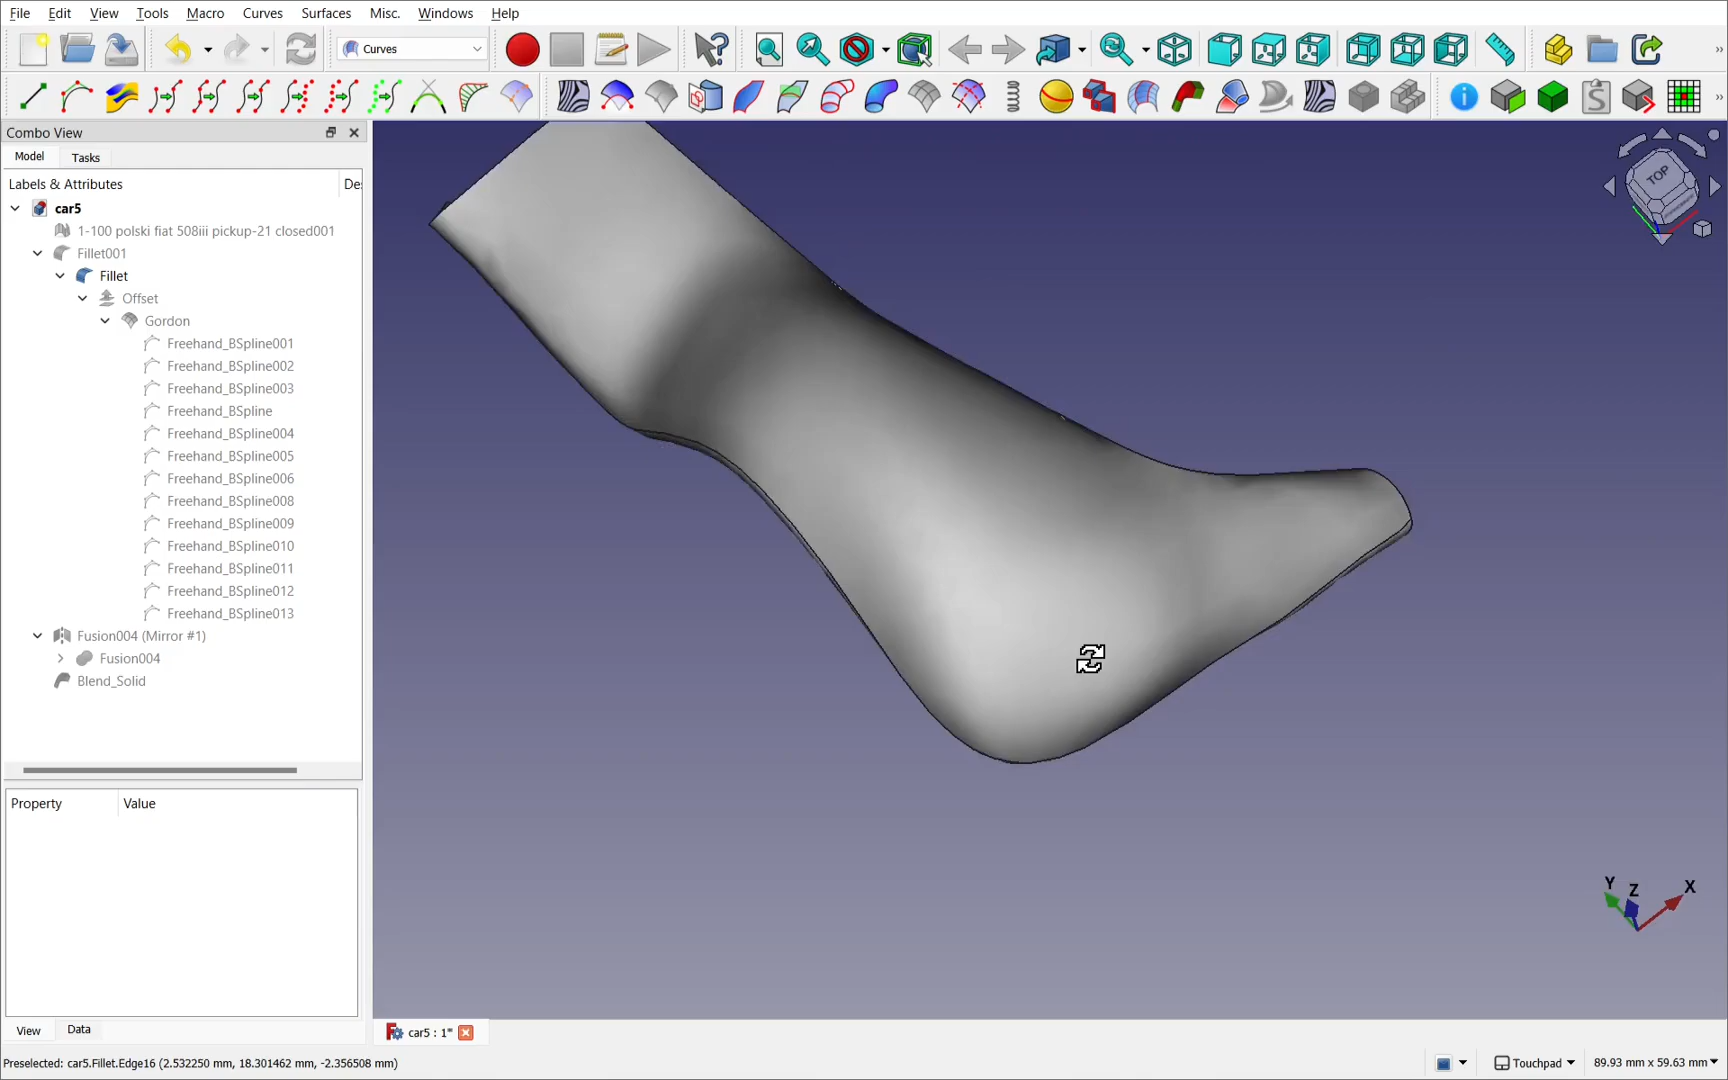 File Edit View Tools Macro Curves Surfaces Misc. Windows Help
Curves
Combo View
Model Tasks
Labels & Attributes De
car5
1-100 polski fiat 508iii pickup-21 closed001
Fillet001
Fillet
Offset
Gordon
Freehand_BSpline001
Freehand_BSpline002
Freehand_BSpline003
Freehand_BSpline
Freehand_BSpline004
Freehand_BSpline005
Freehand_BSpline006
Freehand_BSpline008
Freehand_BSpline009
Freehand_BSpline010
Freehand_BSpline011
Freehand_BSpline012
Freehand_BSpline013
Fusion004 (Mirror #1)
Fusion004
Blend_Solid
Property Value
View Data
TOP
Y Z X
car5 : 1*
Preselected: car5.Fillet.Edge16 (2.532250 mm, 18.301462 mm, -2.356508 mm)
Touchpad 89.93 mm x 59.63 mm